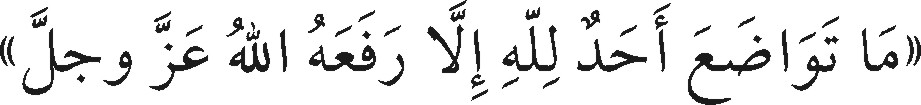 «مَا تَوَاضَعَ أَحَدٌ لِلّٰهِ إِلَّا رَفَعَهُ اللهُ عَزَّ وجلَّ»